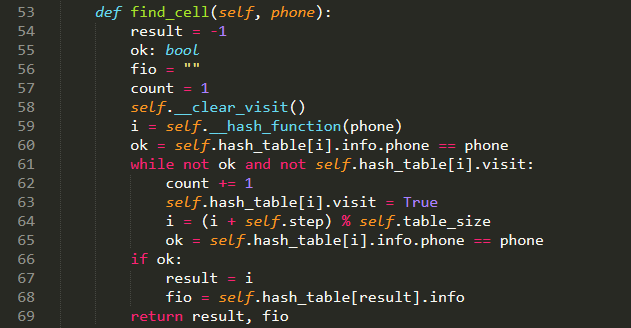 53 def find_cell(self, phone):
54 result = -1
55 ok: bool
56 fio = ""
57 count = 1
58 self.__clear_visit()
59 i = self.__hash_function(phone)
60 ok = self.hash_table[i].info.phone == phone
61 while not ok and not self.hash_table[i].visit:
62 count += 1
63 self.hash_table[i].visit = True
64 i = (i + self.step) % self.table_size
65 ok = self.hash_table[i].info.phone == phone
66 if ok:
67 result = i
68 fio = self.hash_table[result].info
69 return result, fio